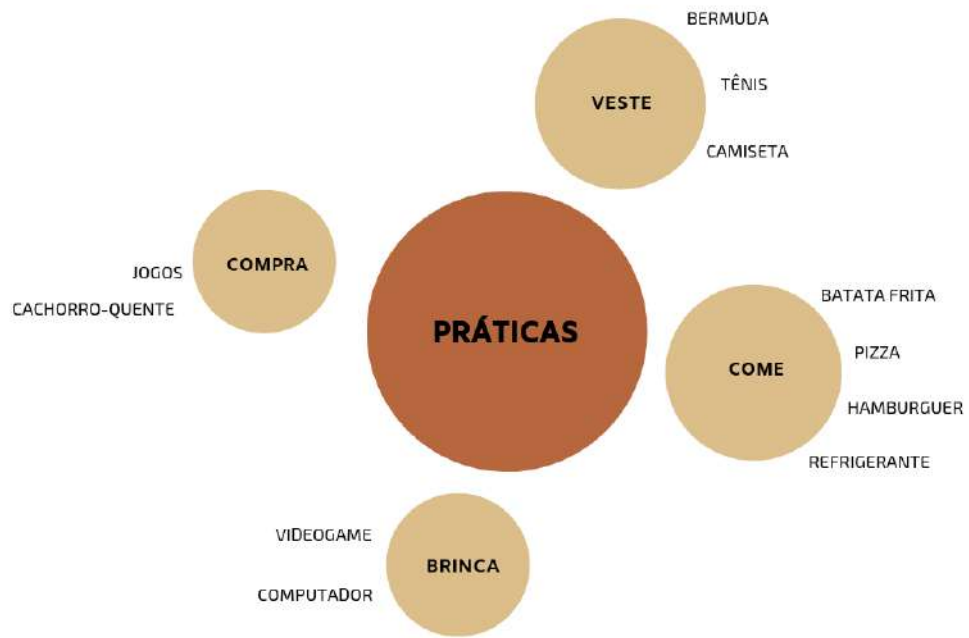 BERMUDA
VESTE
TÊNIS
CAMISETA
COMPRA
JOGOS
CACHORRO-QUENTE
PRÁTICAS
BATATA FRITA
PIZZA
COME
HAMBURGUER
REFRIGERANTE
VIDEOGAME
BRINCA
COMPUTADOR